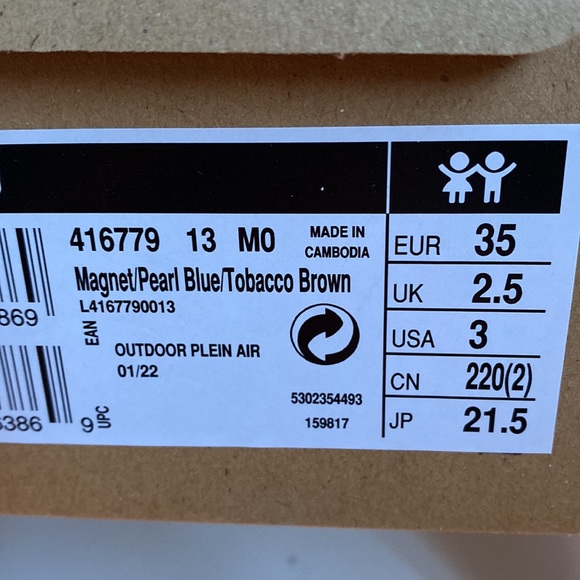 416779 13 M0
MADE IN
CAMBODIA
Magnet/Pearl Blue/Tobacco Brown
L4167790013
EAN
869
OUTDOOR PLEIN AIR
01/22
5302354493
159817
6386 9
UPC
EUR 35
UK 2.5
USA 3
CN 220(2)
JP 21.5